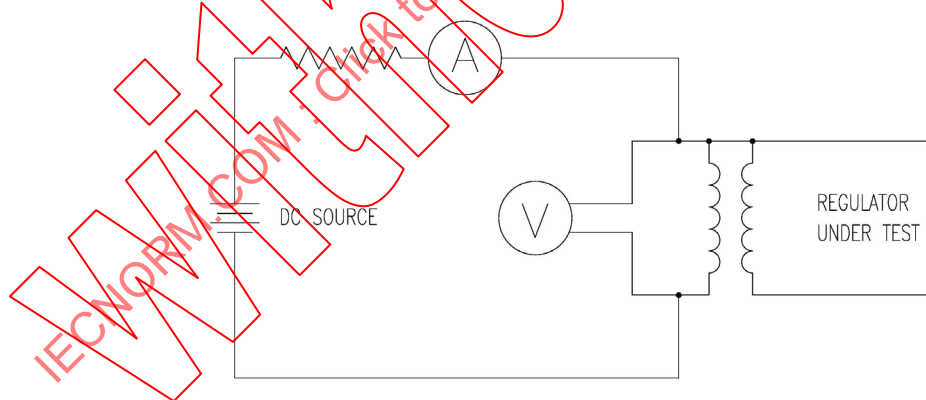 A
DC SOURCE
V
REGULATOR
UNDER TEST
IECNORM.COM : Click to